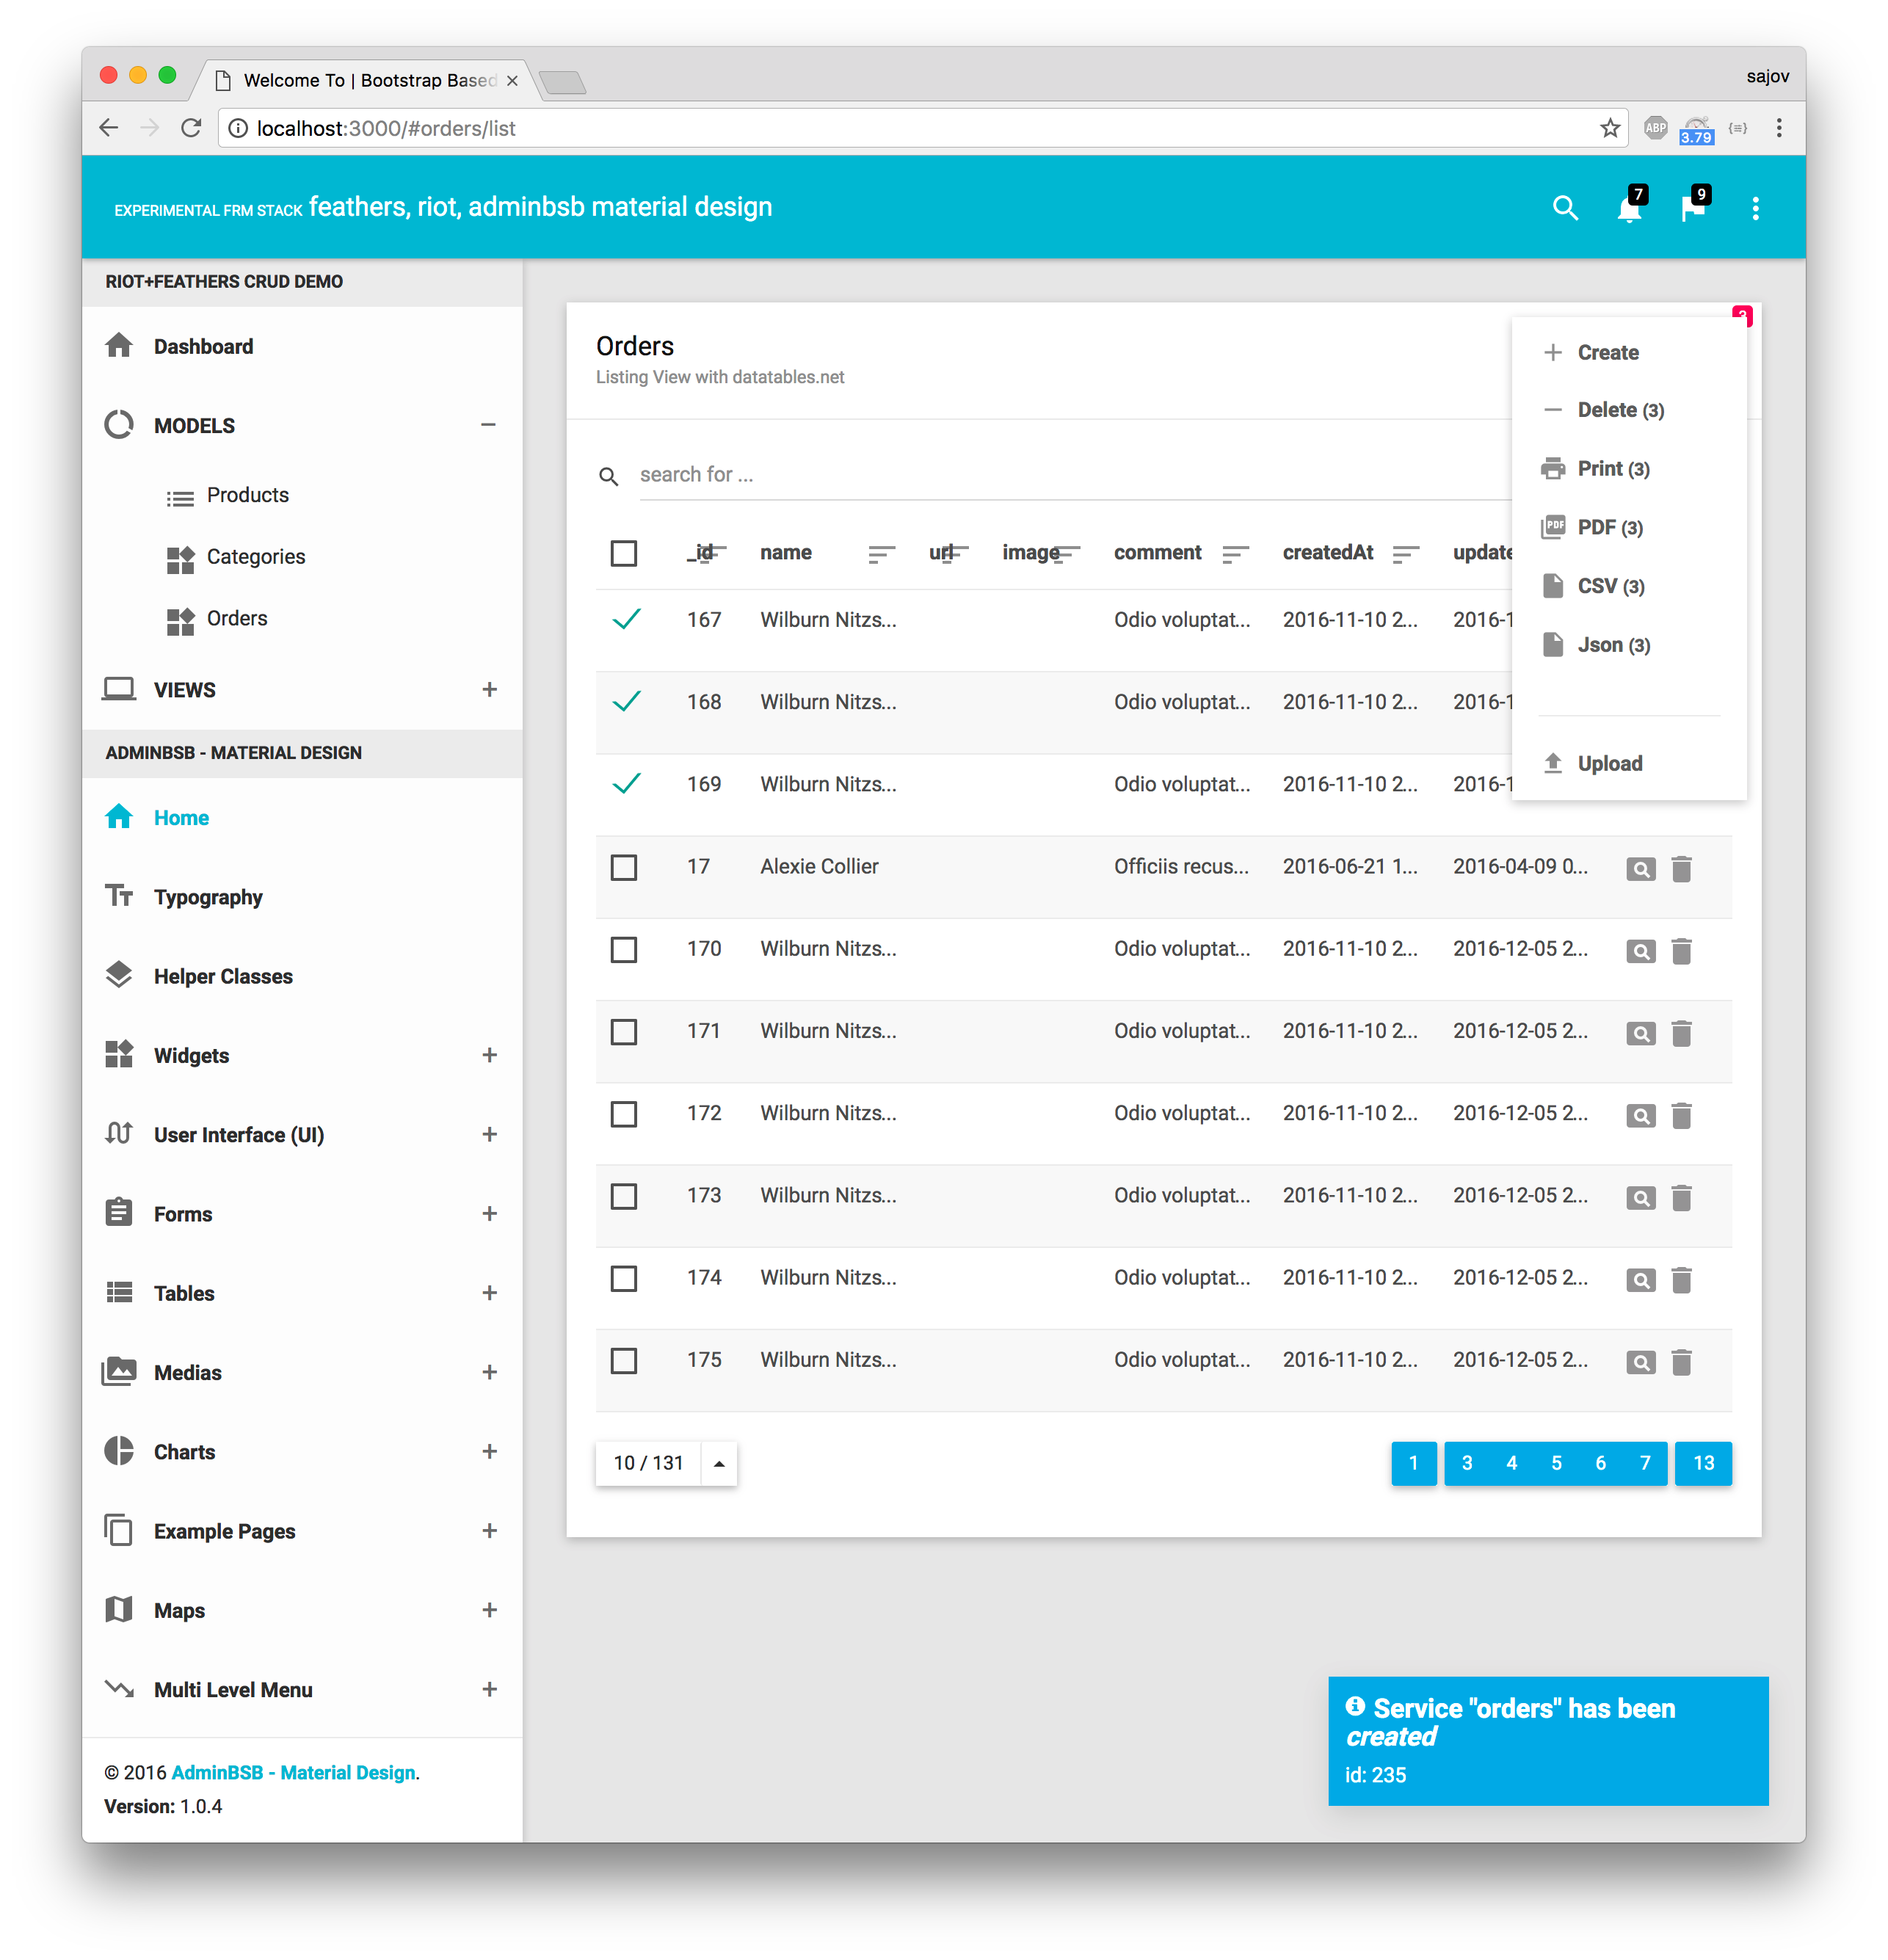 Welcome To | Bootstrap Based
sajov
localhost:3000/#orders/list
ABP
3.79
EXPERIMENTAL FRM STACK feathers, riot, adminbsb material design
7
9
RIOT+FEATHERS CRUD DEMO
Dashboard
MODELS
Products
Categories
Orders
VIEWS
ADMINBSB - MATERIAL DESIGN
Home
Typography
Helper Classes
Widgets
User Interface (UI)
Forms
Tables
Medias
Charts
Example Pages
Maps
Multi Level Menu
© 2016 AdminBSB - Material Design.
Version: 1.0.4
Orders
Listing View with datatables.net
3
Create
Delete (3)
Print (3)
PDF PDF (3)
CSV (3)
Json (3)
Upload
search for ...
_id name url image comment createdAt update
167 Wilburn Nitzs... Odio voluptat... 2016-11-10 2... 2016-1
168 Wilburn Nitzs... Odio voluptat... 2016-11-10 2... 2016-1
169 Wilburn Nitzs... Odio voluptat... 2016-11-10 2... 2016-1
17 Alexie Collier Officiis recus... 2016-06-21 1... 2016-04-09 0...
170 Wilburn Nitzs... Odio voluptat... 2016-11-10 2... 2016-12-05 2...
171 Wilburn Nitzs... Odio voluptat... 2016-11-10 2... 2016-12-05 2...
172 Wilburn Nitzs... Odio voluptat... 2016-11-10 2... 2016-12-05 2...
173 Wilburn Nitzs... Odio voluptat... 2016-11-10 2... 2016-12-05 2...
174 Wilburn Nitzs... Odio voluptat... 2016-11-10 2... 2016-12-05 2...
175 Wilburn Nitzs... Odio voluptat... 2016-11-10 2... 2016-12-05 2...
10 / 131
1 3 4 5 6 7 13
Service "orders" has been
created
id: 235